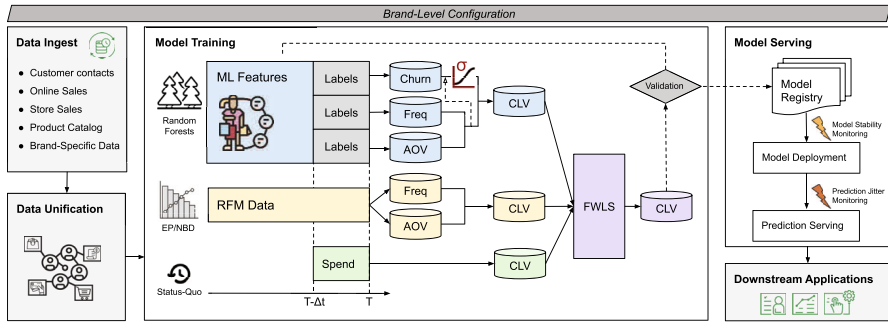 Brand-Level Configuration
Data Ingest
● Customer contacts
● Online Sales
● Store Sales
● Product Catalog
● Brand-Specific Data
Data Unification
Model Training
Random
Forests
ML Features
Labels
Labels
Labels
Churn
Freq
AOV
σ
CLV
EP/NBD
RFM Data
Freq
AOV
CLV
Status-Quo
Spend
CLV
T-Δt
T
FWLS
CLV
Validation
Model Serving
Model
Registry
Model Stability
Monitoring
Model Deployment
Prediction Jitter
Monitoring
Prediction Serving
Downstream Applications